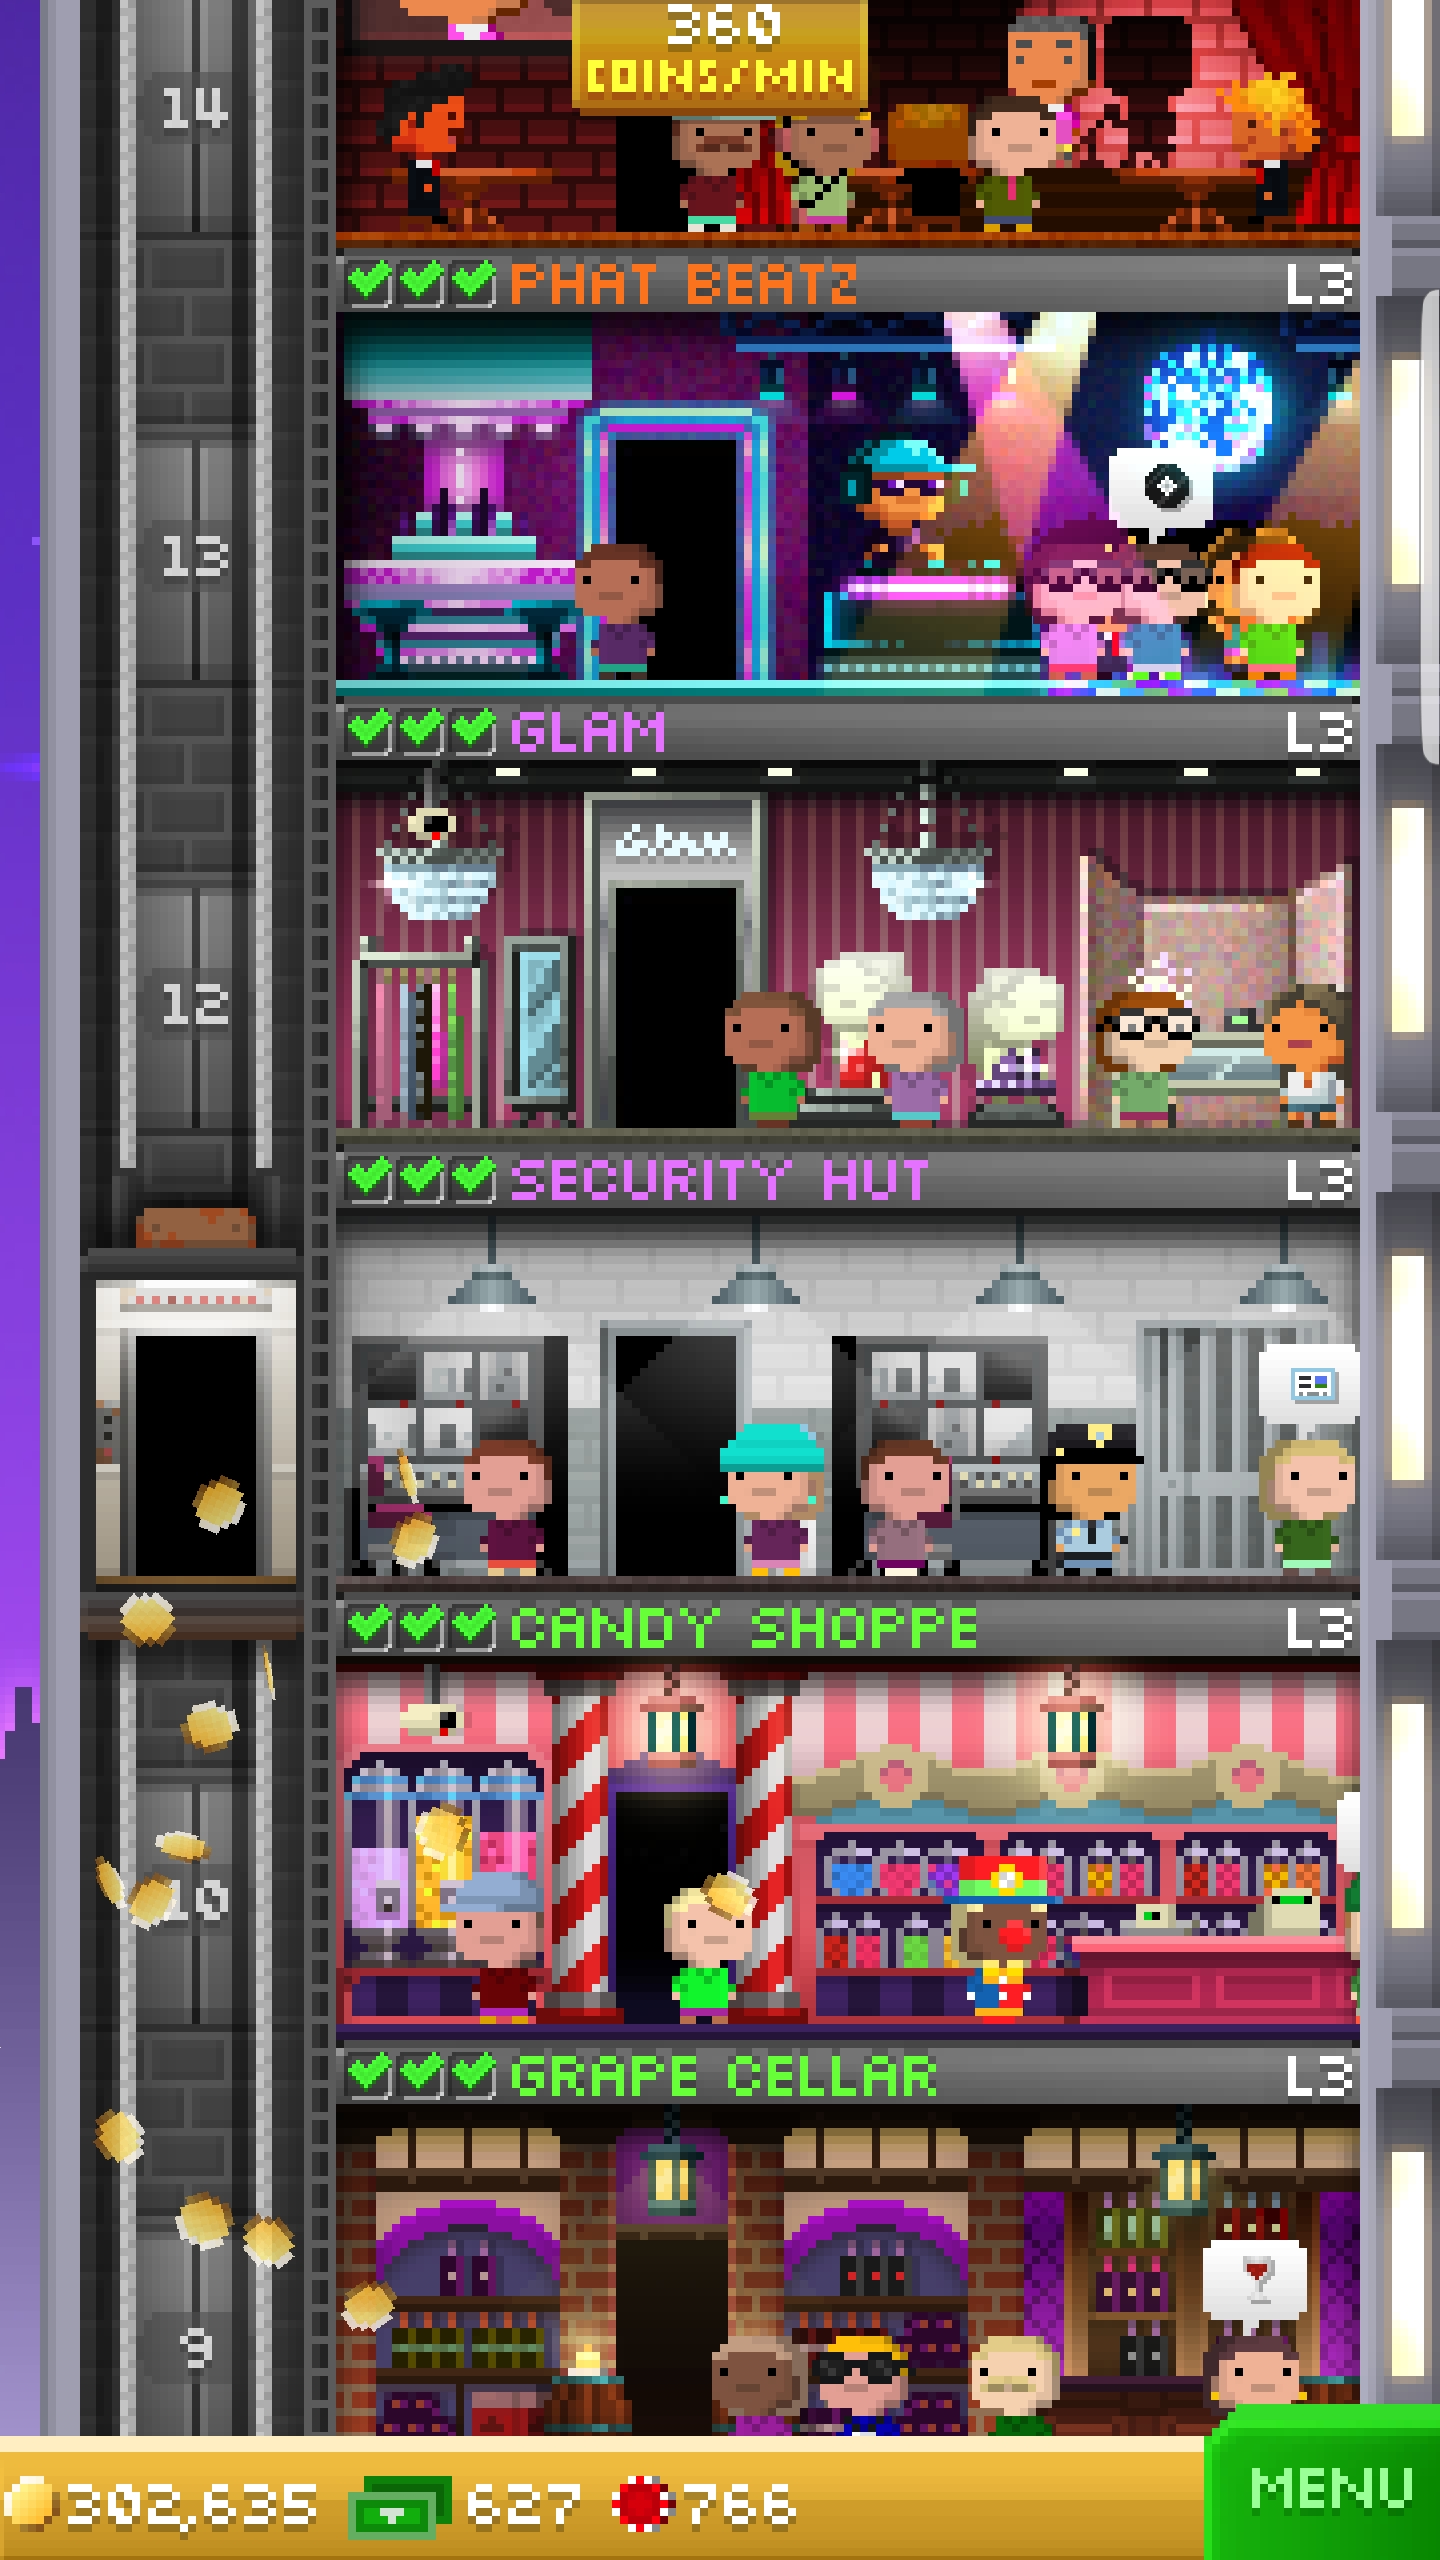 360
COINS/MIN
14
PHAT BEATZ L3
13
GLAM L3
Glam
12
SECURITY HUT L3
CANDY SHOPPE L3
10
GRAPE CELLAR L3
9
302,635 627 766
MENU